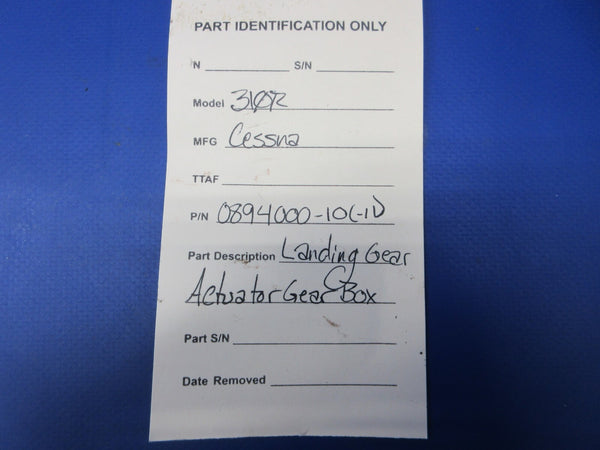 PART IDENTIFICATION ONLY
N S/N
Model 310R
MFG Cessna
TTAF
P/N 0894000-10(-1)
Part Description Landing Gear
Actuator Gear Box
Part S/N
Date Removed